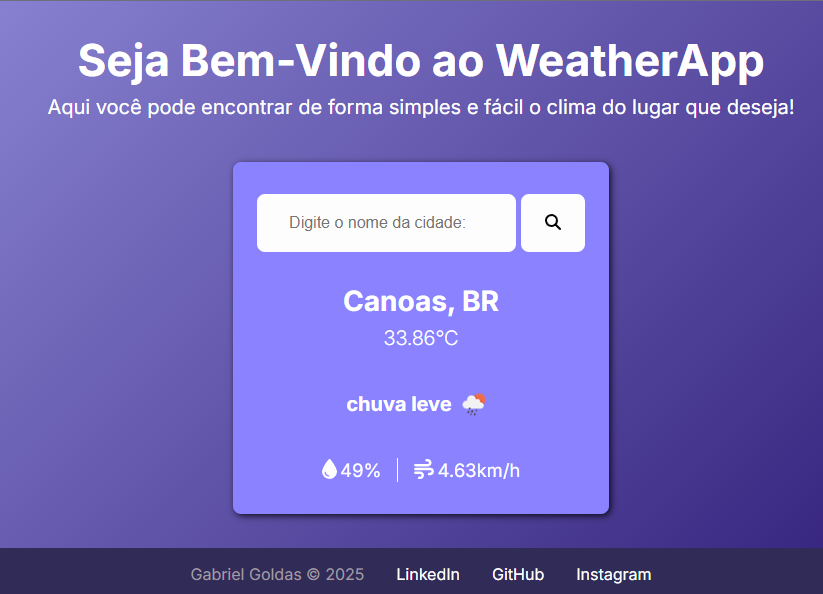 Seja Bem-Vindo ao WeatherApp
Aqui você pode encontrar de forma simples e fácil o clima do lugar que deseja!
Digite o nome da cidade:
Canoas, BR
33.86°C
chuva leve
49% 4.63km/h
Gabriel Goldas © 2025 LinkedIn GitHub Instagram